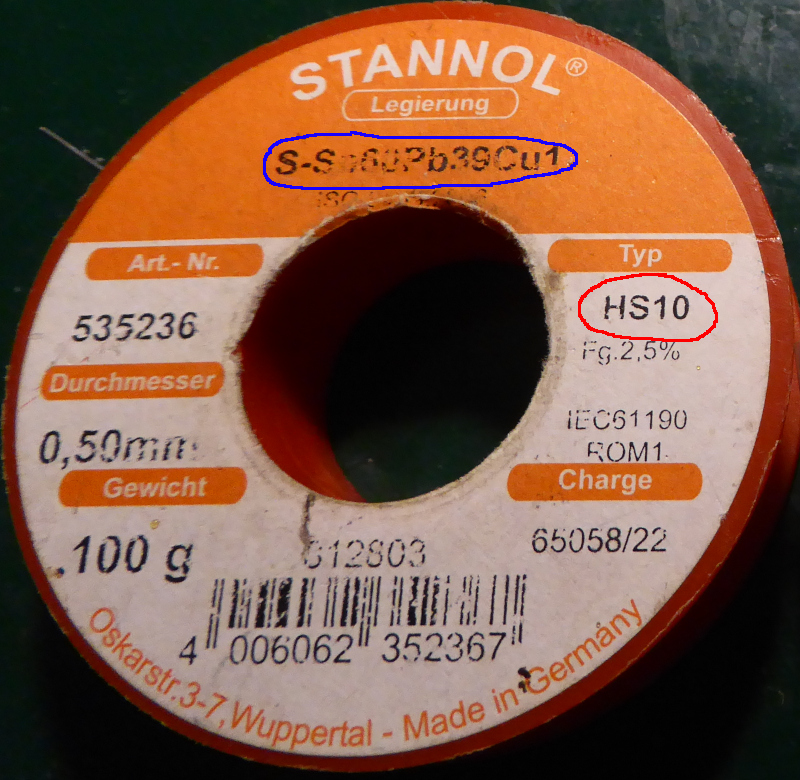 STANNOL®
Legierung
S-Sn60Pb39Cu1
Art.- Nr.
535236
Durchmesser
0,50mm
Gewicht
100 g
Typ
HS10
Fg.2,5%
IEC61190
ROM1
Charge
65058/22
012803
4 006062 352367
Oskarstr.3-7,Wuppertal - Made in Germany